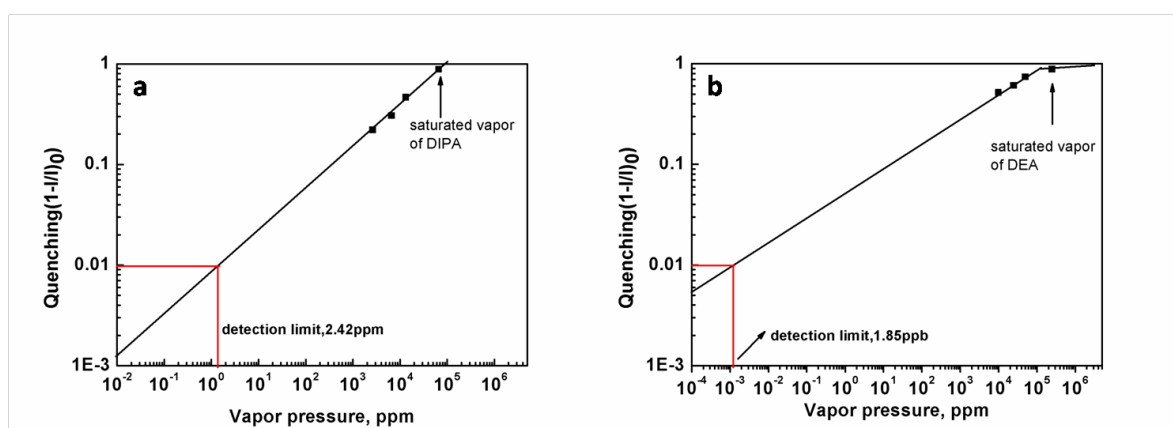 a
1
0.1
0.01
1E-3
Quenching(1-I/I)₀
saturated vapor
of DIPA
detection limit,2.42ppm
10⁻² 10⁻¹ 10⁰ 10¹ 10² 10³ 10⁴ 10⁵ 10⁶
Vapor pressure, ppm
b
1
0.1
0.01
1E-3
Quenching(1-I/I)₀
saturated vapor
of DEA
detection limit,1.85ppb
10⁻⁴ 10⁻³ 10⁻² 10⁻¹ 10⁰ 10¹ 10² 10³ 10⁴ 10⁵ 10⁶
Vapor pressure, ppm